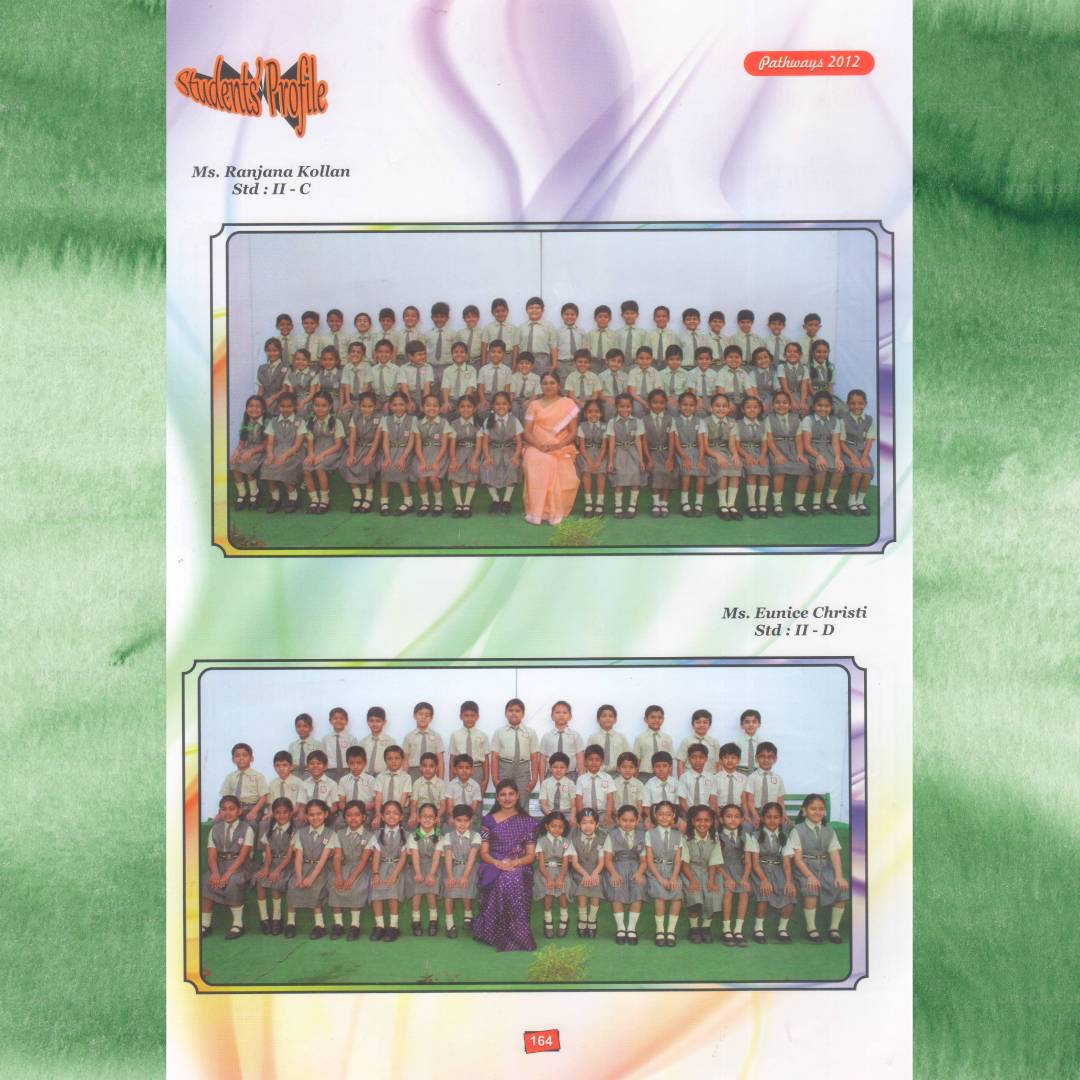 Students' Profile
Pathways 2012
Ms. Ranjana Kollan
Std : II - C
Ms. Eunice Christi
Std : II - D
164